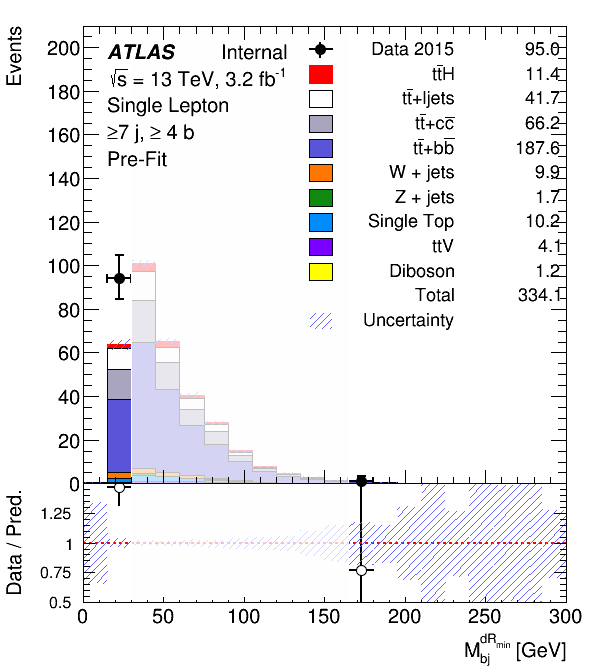 Events
200
180
160
140
120
100
80
60
40
20
0
ATLAS Internal
√s = 13 TeV, 3.2 fb⁻¹
Single Lepton
≥7 j, ≥ 4 b
Pre-Fit
Data 2015 95.0
tt̄H 11.4
tt̄+ljets 41.7
tt̄+cc̄ 66.2
tt̄+bb̄ 187.6
W + jets 9.9
Z + jets 1.7
Single Top 10.2
ttV 4.1
Diboson 1.2
Total 334.1
Uncertainty
Data / Pred.
1.25
1
0.75
0.5
0 50 100 150 200 250 300
M_bj^dR_min [GeV]